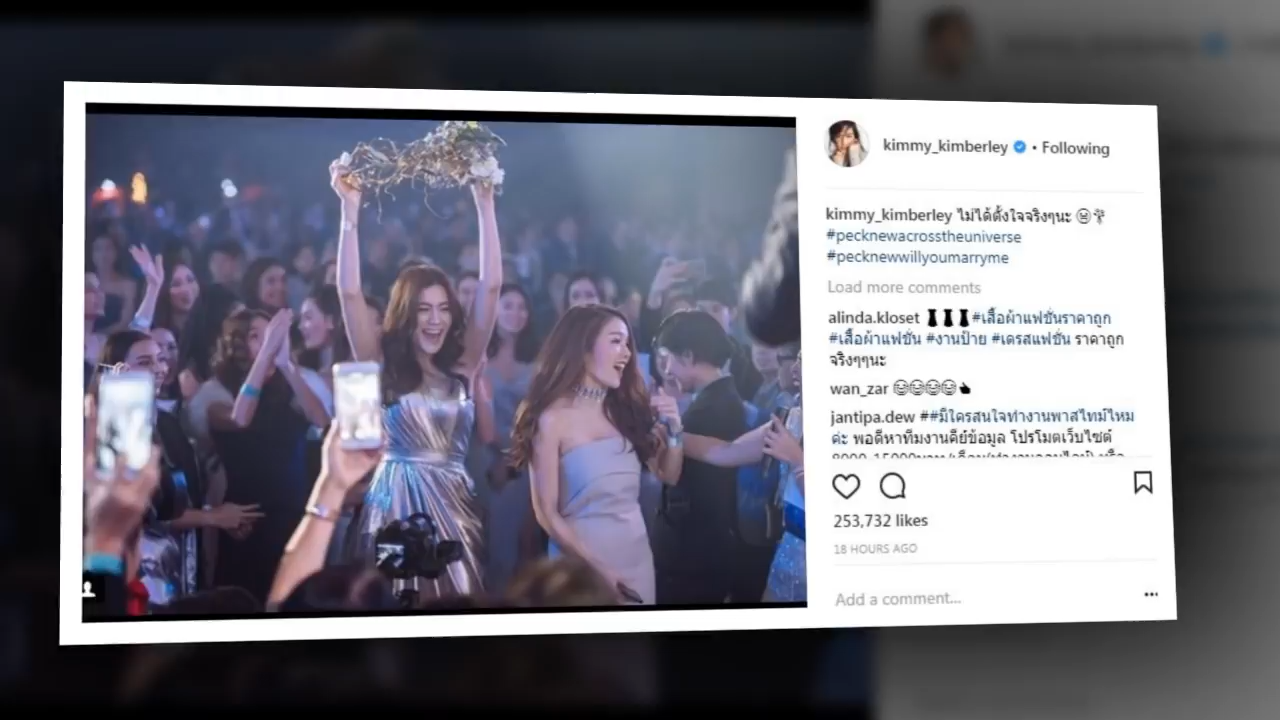 kimmy_kimberley • Following
kimmy_kimberley ไม่ได้ตั้งใจจริงๆนะ
#pecknewacrosstheuniverse
#pecknewwillyoumarryme
Load more comments
alinda.kloset #เสื้อผ้าแฟชั่นราคาถูก
#เสื้อผ้าแฟชั่น #งานป้าย #เดรสแฟชั่น ราคาถูก
จริงๆๆนะ
wan_zar
jantipa.dew ##มีใครสนใจทำงานพาสไทม์ไหม
ค่ะ พอดีหาทีมงานคีย์ข้อมูล โปรโมตเว็บไซต์
253,732 likes
18 HOURS AGO
Add a comment...